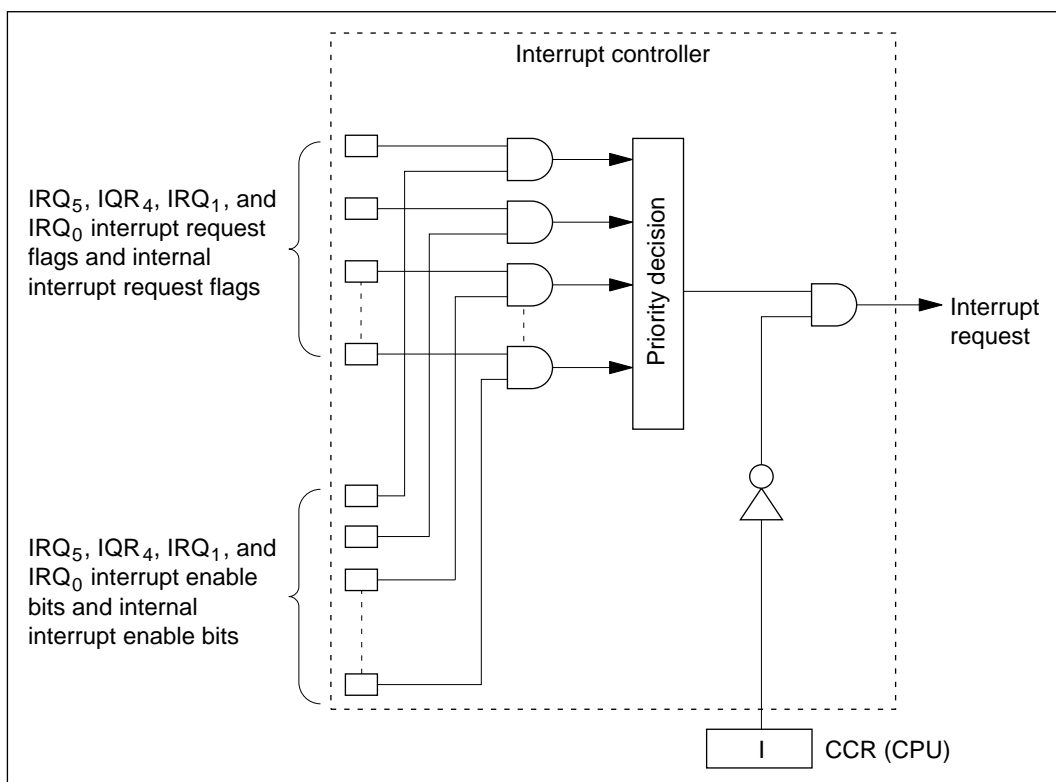 Interrupt controller
IRQ5, IQR4, IRQ1, and
IRQ0 interrupt request
flags and internal
interrupt request flags
Priority decision
Interrupt
request
IRQ5, IQR4, IRQ1, and
IRQ0 interrupt enable
bits and internal
interrupt enable bits
I
CCR (CPU)